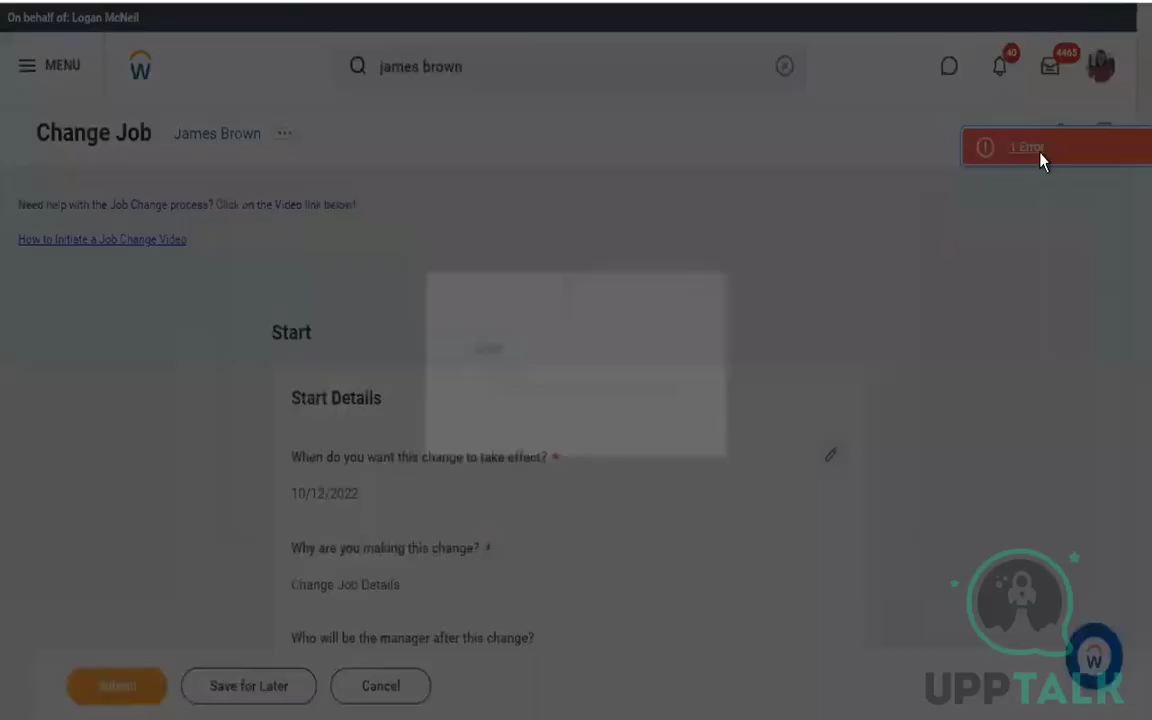 On behalf of: Logan McNeil
MENU
james brown
40
4465
Change Job
James Brown
1 Error
Need help with the Job Change process? Click on the Video link below!
How to Initiate a Job Change Video
Start
Start Details
When do you want this change to take effect? *
10/12/2022
Why are you making this change? *
Change Job Details
Who will be the manager after this change?
Submit
Save for Later
Cancel
UPPTALK